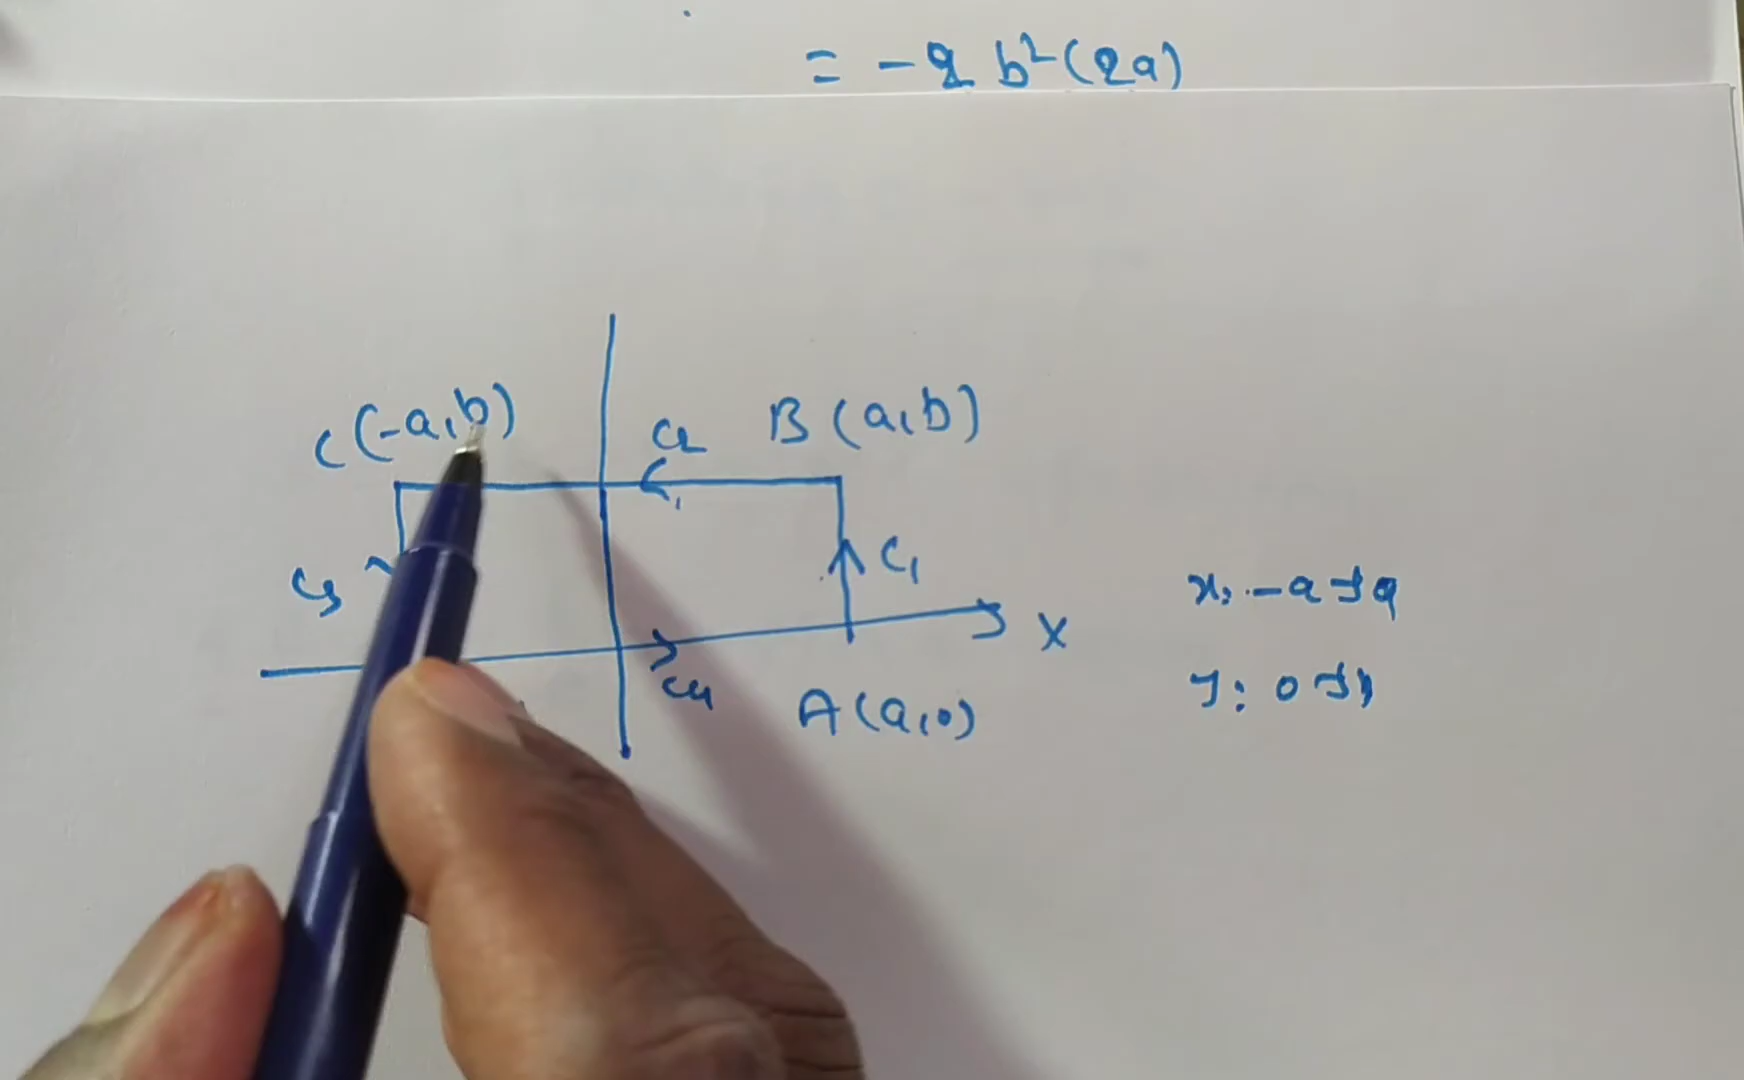 = -2 b²(2a)
C(-a,b)
C₂
B(a,b)
C₃
C₁
X
C₄
A(a,0)
x: -a to a
y: 0 to b